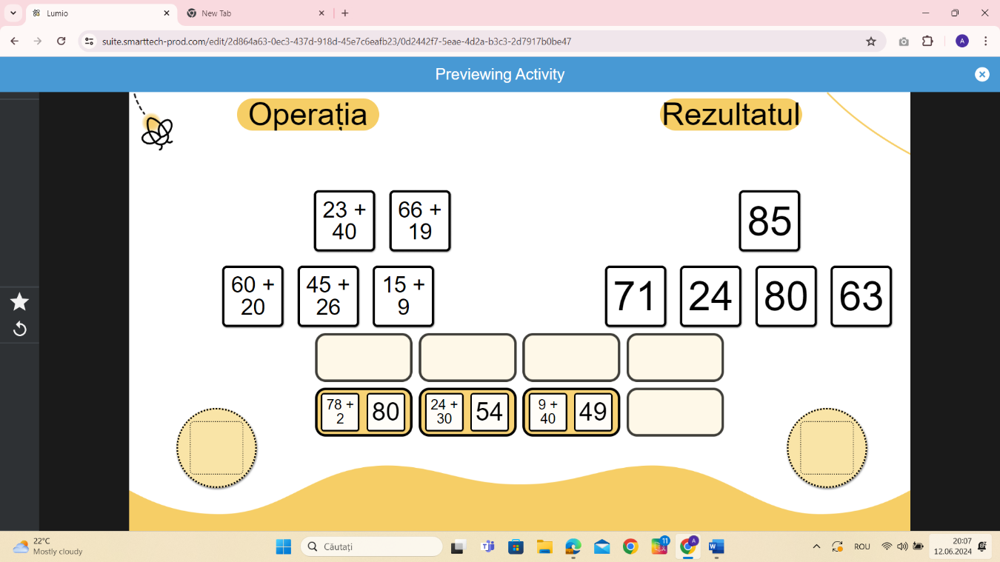 Lumio
New Tab
suite.smarttech-prod.com/edit/2d864a63-0ec3-437d-918d-45e7c6eafb23/0d2442f7-5eae-4d2a-b3c3-2d7917b0be47
A
Previewing Activity
Operația
Rezultatul
23 +
40
66 +
19
85
60 +
20
45 +
26
15 +
9
71
24
80
63
78 +
2
80
24 +
30
54
9 +
40
49
22°C
Mostly cloudy
Căutați
11
A
ROU
20:07
12.06.2024